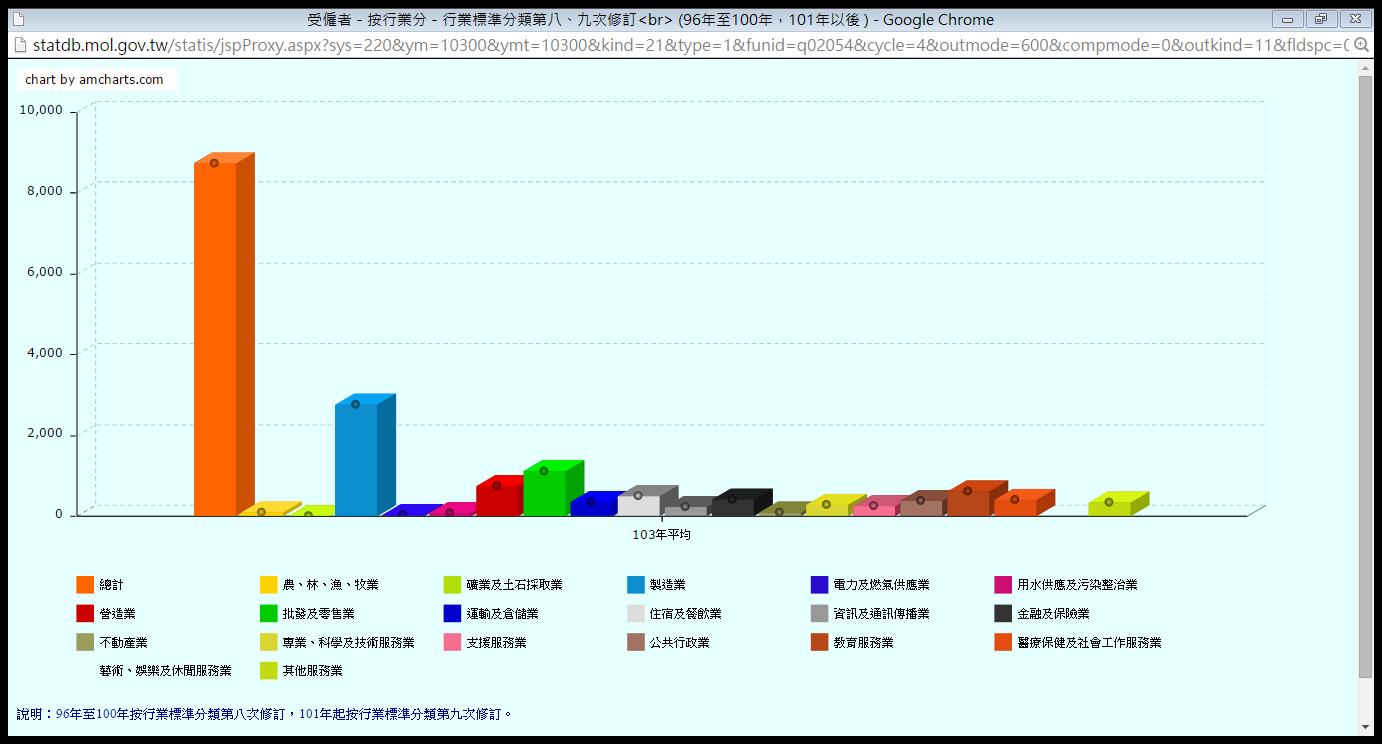 受僱者 - 按行業分 - 行業標準分類第八、九次修訂<br> (96年至100年，101年以後 ) - Google Chrome
statdb.mol.gov.tw/statis/jspProxy.aspx?sys=220&ym=10300&ymt=10300&kind=21&type=1&funid=q02054&cycle=4&outmode=600&compmode=0&outkind=11&fldspc=0
chart by amcharts.com
10,000
8,000
6,000
4,000
2,000
0
103年平均
總計 農、林、漁、牧業 礦業及土石採取業 製造業 電力及燃氣供應業 用水供應及污染整治業
營造業 批發及零售業 運輸及倉儲業 住宿及餐飲業 資訊及通訊傳播業 金融及保險業
不動產業 專業、科學及技術服務業 支援服務業 公共行政業 教育服務業 醫療保健及社會工作服務業
藝術、娛樂及休閒服務業 其他服務業
說明：96年至100年按行業標準分類第八次修訂，101年起按行業標準分類第九次修訂。